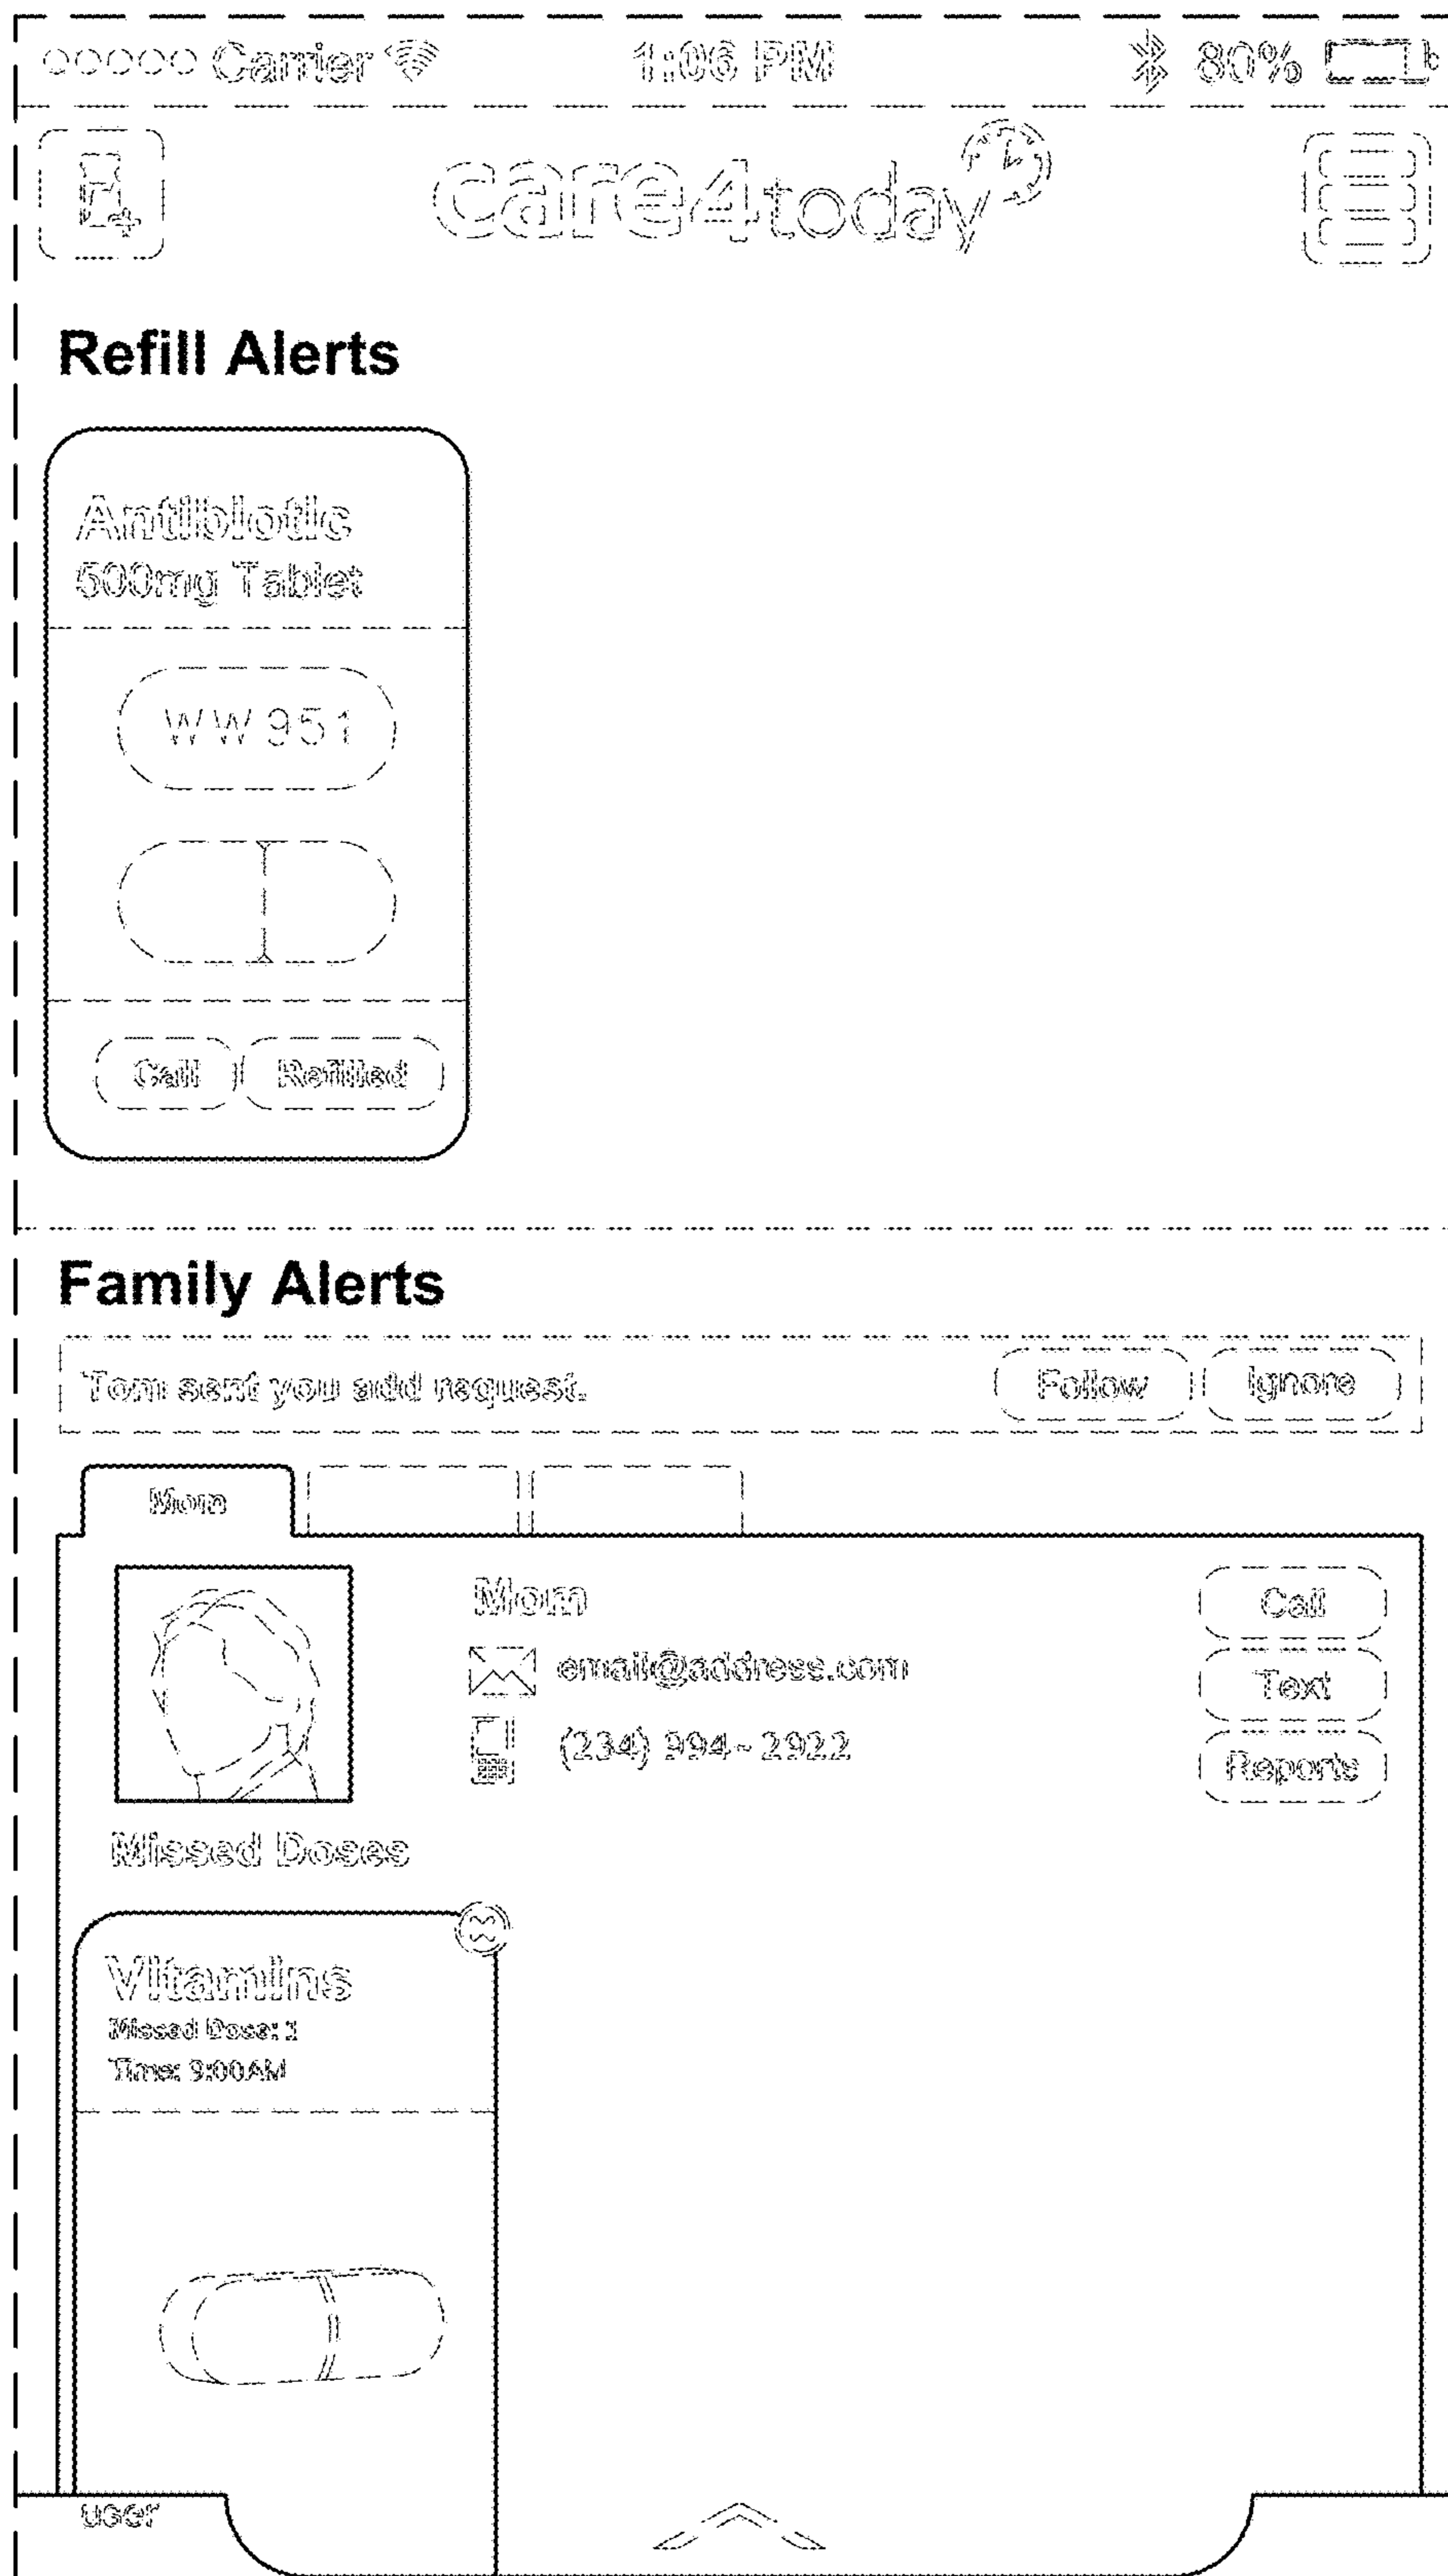 Carrier 1:06 PM 80%
care4today
Refill Alerts
Antibiotic
500mg Tablet
WW951
Call Refilled
Family Alerts
Tom sent you add request. Follow Ignore
Mom
Mom
email@address.com
(234) 994-2922
Call
Text
Reports
Missed Doses
Vitamins
Missed Dose: 1
Time: 9:00AM
user